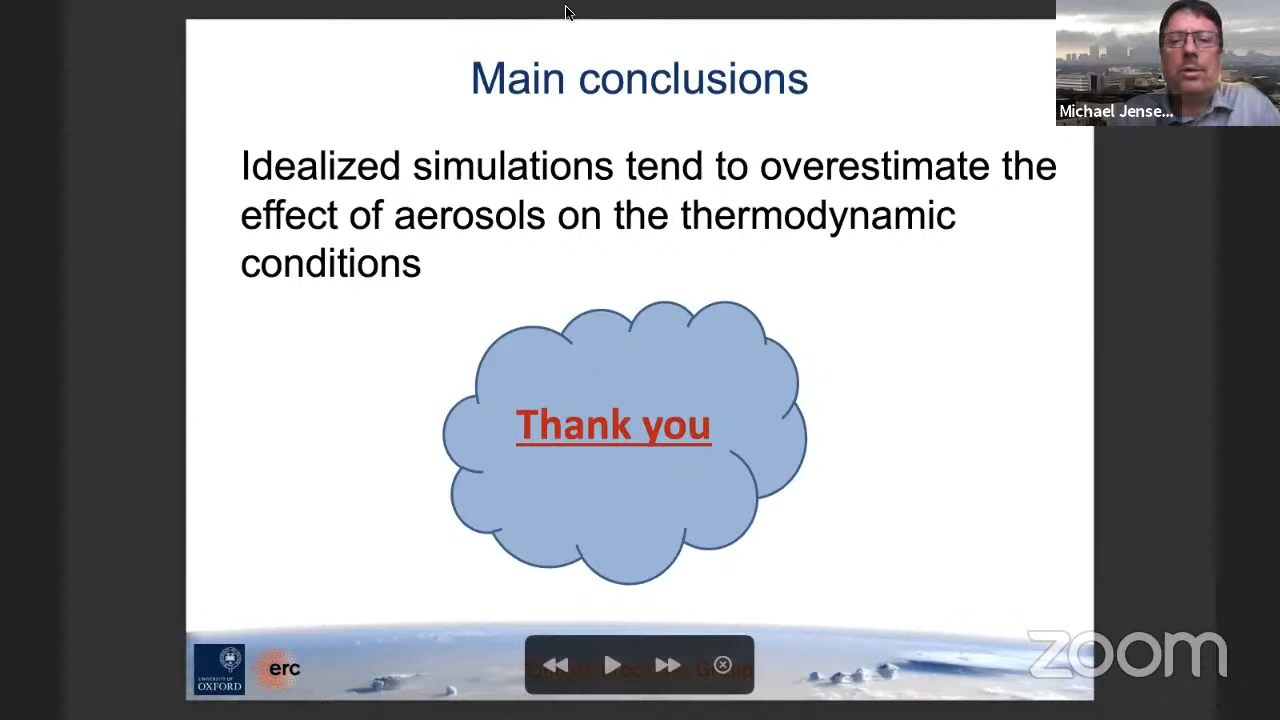 Main conclusions
Michael Jense...
Idealized simulations tend to overestimate the
effect of aerosols on the thermodynamic
conditions
Thank you
UNIVERSITY OF
OXFORD
erc
zoom